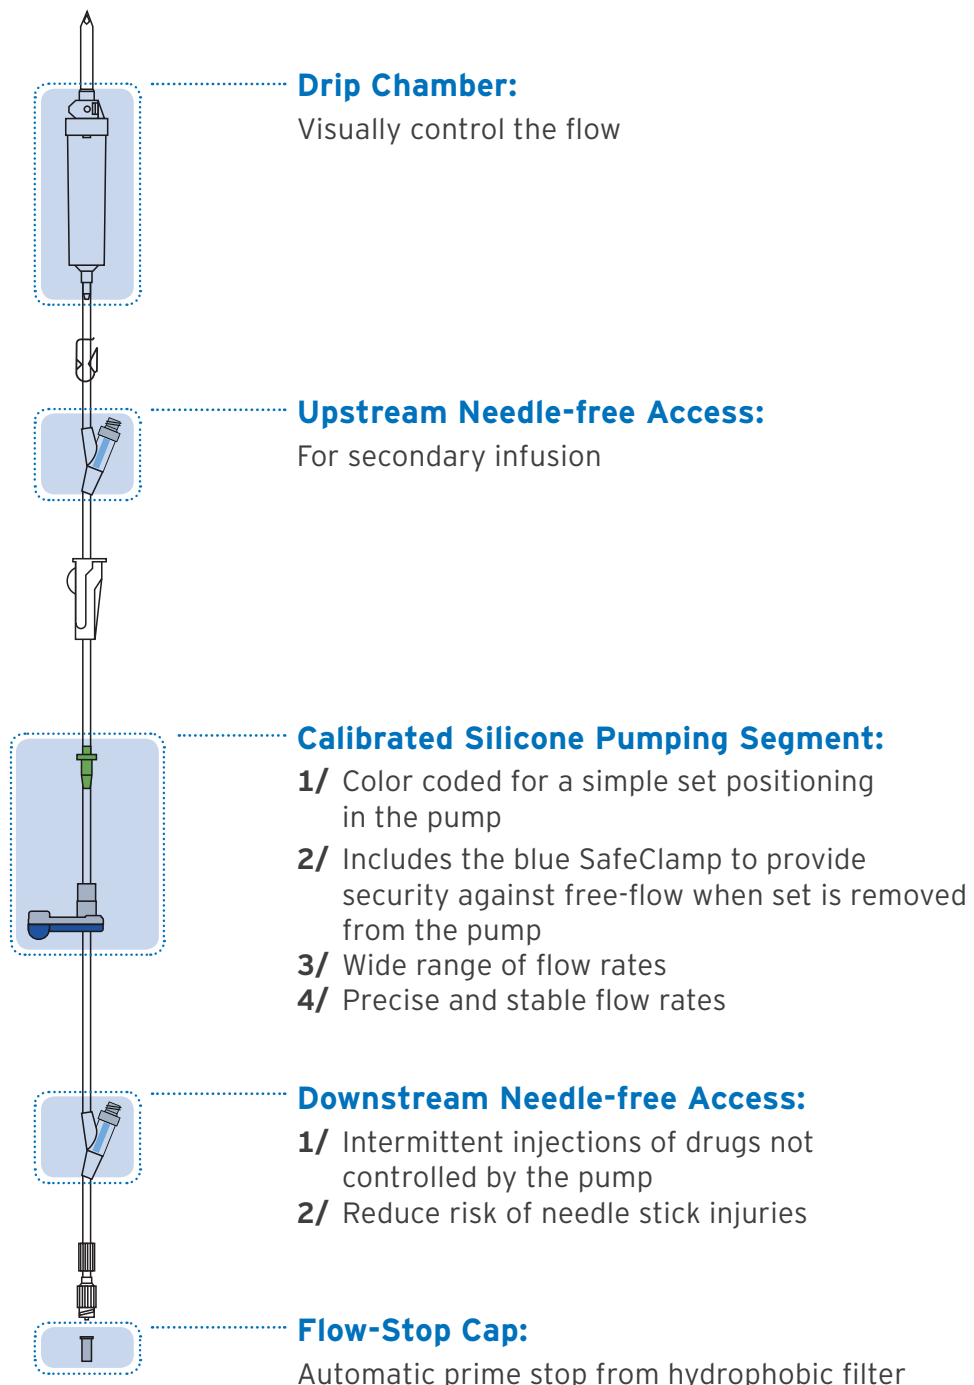 Drip Chamber:
Visually control the flow
Upstream Needle-free Access:
For secondary infusion
Calibrated Silicone Pumping Segment:
1/ Color coded for a simple set positioning
in the pump
2/ Includes the blue SafeClamp to provide
security against free-flow when set is removed
from the pump
3/ Wide range of flow rates
4/ Precise and stable flow rates
Downstream Needle-free Access:
1/ Intermittent injections of drugs not
controlled by the pump
2/ Reduce risk of needle stick injuries
Flow-Stop Cap:
Automatic prime stop from hydrophobic filter